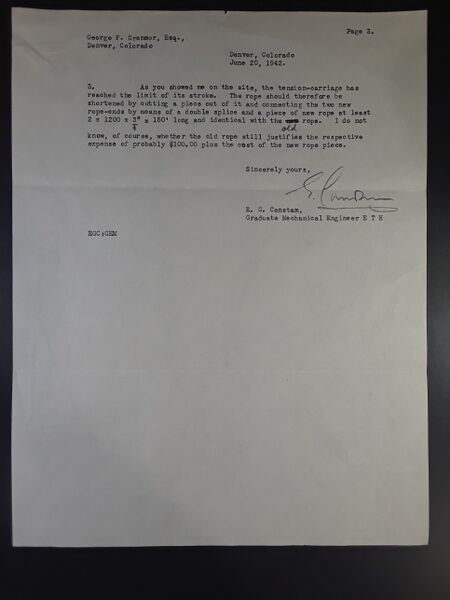 George F. Cranmer, Esq.,
Page 3.
Denver, Colorado
Denver, Colorado
June 20, 1942.
3. As you showed me on the site, the tension-carriage has
reached the limit of its stroke. The rope should therefore be
shortened by cutting a piece out of it and connecting the two new
rope-ends by means of a double splice and a piece of new rope at least
2 x 1200 x 3" = 150' long and identical with the rope. I do not
4 old
know, of course, whether the old rope still justifies the respective
expense of probably $100.00 plus the cost of the new rope pieces.
Sincerely yours,
E. Constam
E. G. Constam,
Graduate Mechanical Engineer E T H
EGC:GEM